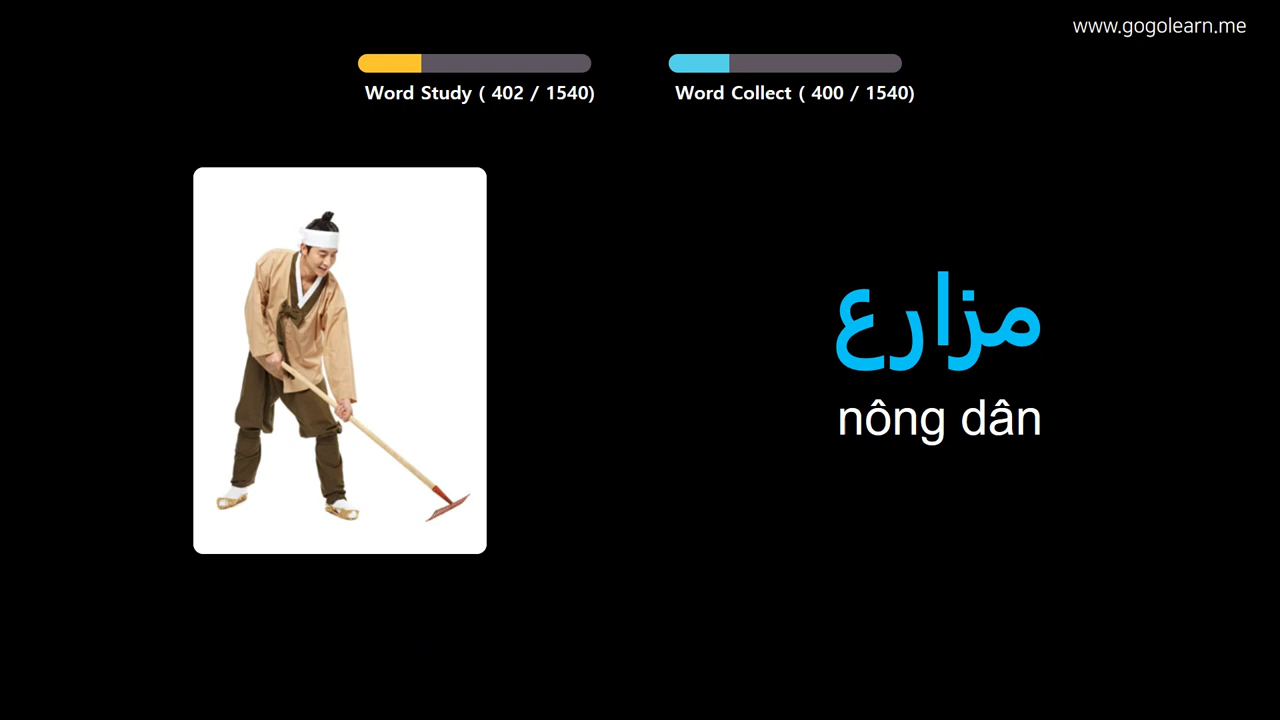 www.gogolearn.me
Word Study ( 402 / 1540)
Word Collect ( 400 / 1540)
مزارع
nông dân